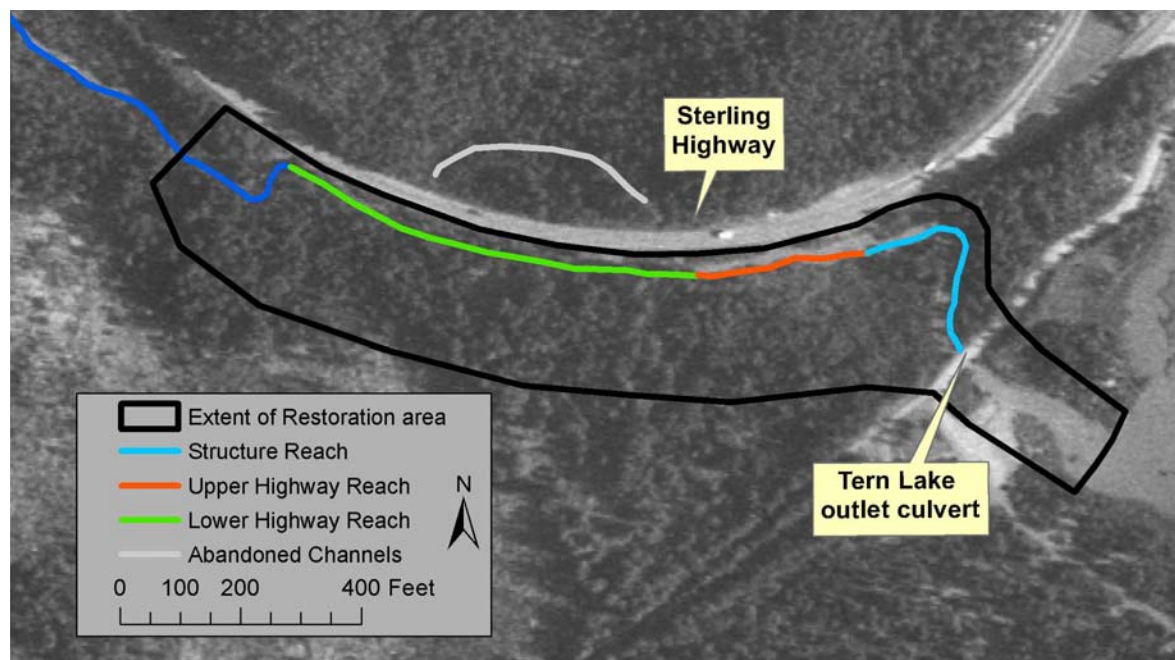 Sterling
Highway
Extent of Restoration area
Structure Reach
Upper Highway Reach
Lower Highway Reach
Abandoned Channels
N
0 100 200 400 Feet
Tern Lake
outlet culvert